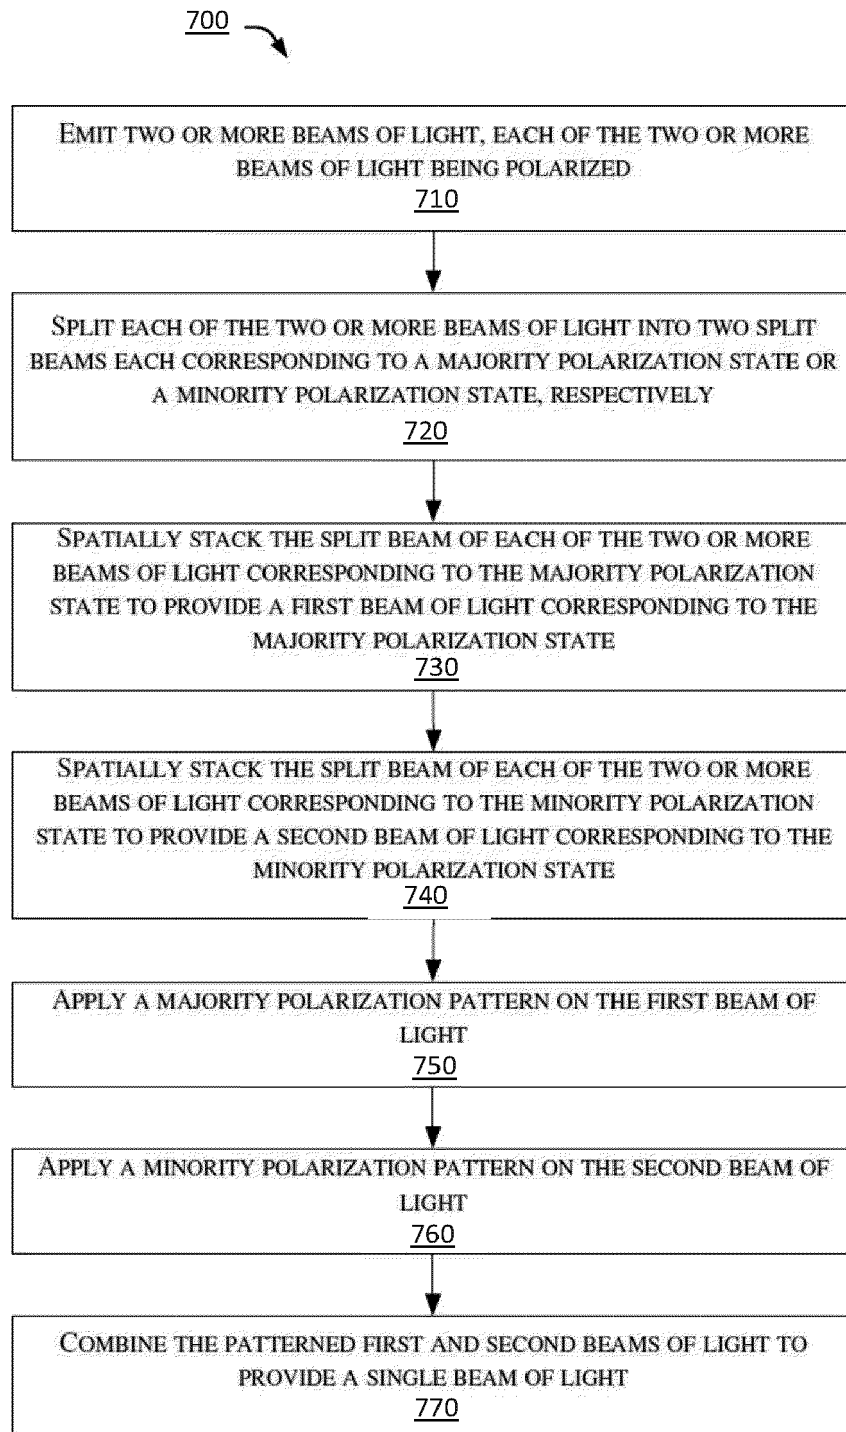 700
EMIT TWO OR MORE BEAMS OF LIGHT, EACH OF THE TWO OR MORE
BEAMS OF LIGHT BEING POLARIZED
710
SPLIT EACH OF THE TWO OR MORE BEAMS OF LIGHT INTO TWO SPLIT
BEAMS EACH CORRESPONDING TO A MAJORITY POLARIZATION STATE OR
A MINORITY POLARIZATION STATE, RESPECTIVELY
720
SPATIALLY STACK THE SPLIT BEAM OF EACH OF THE TWO OR MORE
BEAMS OF LIGHT CORRESPONDING TO THE MAJORITY POLARIZATION
STATE TO PROVIDE A FIRST BEAM OF LIGHT CORRESPONDING TO THE
MAJORITY POLARIZATION STATE
730
SPATIALLY STACK THE SPLIT BEAM OF EACH OF THE TWO OR MORE
BEAMS OF LIGHT CORRESPONDING TO THE MINORITY POLARIZATION
STATE TO PROVIDE A SECOND BEAM OF LIGHT CORRESPONDING TO THE
MINORITY POLARIZATION STATE
740
APPLY A MAJORITY POLARIZATION PATTERN ON THE FIRST BEAM OF
LIGHT
750
APPLY A MINORITY POLARIZATION PATTERN ON THE SECOND BEAM OF
LIGHT
760
COMBINE THE PATTERNED FIRST AND SECOND BEAMS OF LIGHT TO
PROVIDE A SINGLE BEAM OF LIGHT
770